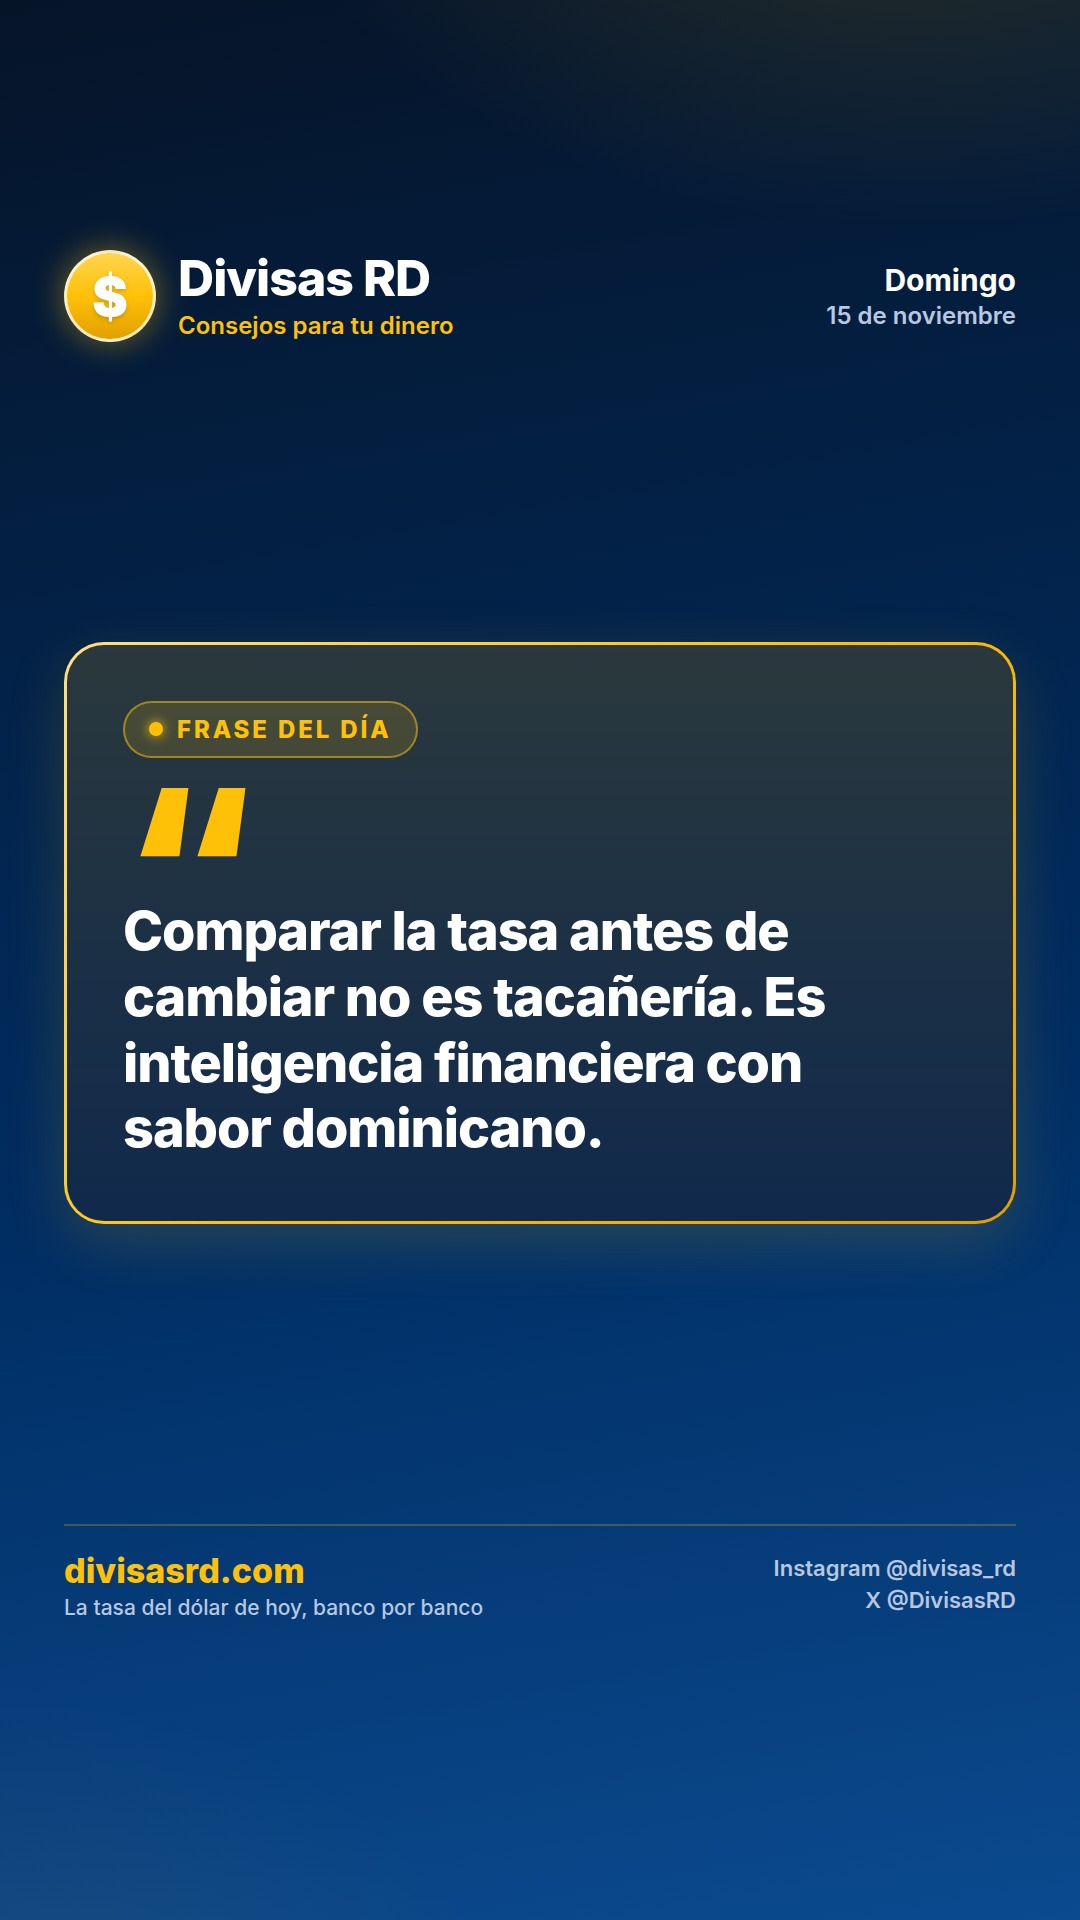 $
Divisas RD
Consejos para tu dinero
Domingo
15 de noviembre
FRASE DEL DÍA
“
Comparar la tasa antes de
cambiar no es tacañería. Es
inteligencia financiera con
sabor dominicano.
divisasrd.com
La tasa del dólar de hoy, banco por banco
Instagram @divisas_rd
X @DivisasRD